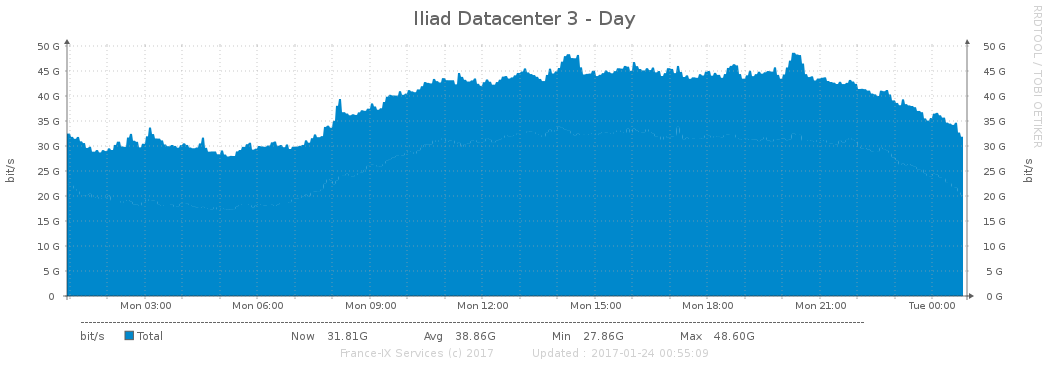 Iliad Datacenter 3 - Day
RRDTOOL / TOBI OETIKER
bit/s
50 G 50 G
45 G 45 G
40 G 40 G
35 G 35 G
30 G 30 G
25 G 25 G
20 G 20 G
15 G 15 G
10 G 10 G
5 G 5 G
0 0 G
bit/s
Mon 03:00 Mon 06:00 Mon 09:00 Mon 12:00 Mon 15:00 Mon 18:00 Mon 21:00 Tue 00:00
bit/s Total Now 31.81G Avg 38.86G Min 27.86G Max 48.60G
France-IX Services (c) 2017 Updated : 2017-01-24 00:55:09